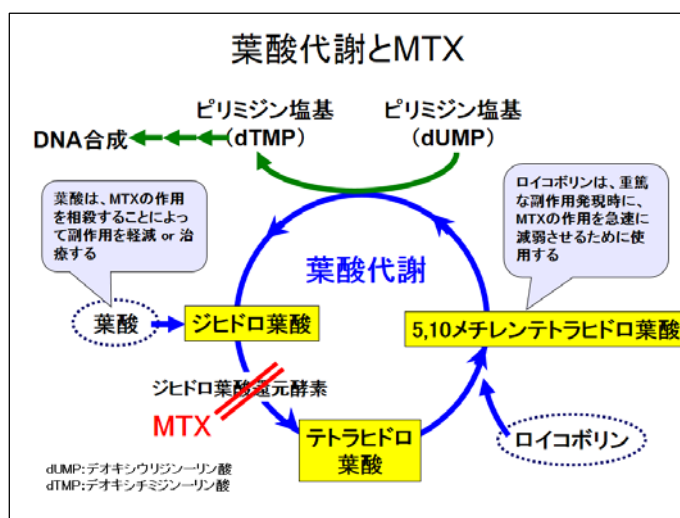 葉酸代謝とMTX
ピリミジン塩基
(dTMP)
ピリミジン塩基
(dUMP)
DNA合成
葉酸は、MTXの作用
を相殺することによっ
て副作用を軽減 or 治
療する
ロイコボリンは、重篤
な副作用発現時に、
MTXの作用を急速に
減弱させるために使
用する
葉酸代謝
葉酸
ジヒドロ葉酸
5,10メチレンテトラヒドロ葉酸
ジヒドロ葉酸還元酵素
MTX
テトラヒドロ
葉酸
ロイコボリン
dUMP:デオキシウリジンーリン酸
dTMP:デオキシチミジンーリン酸